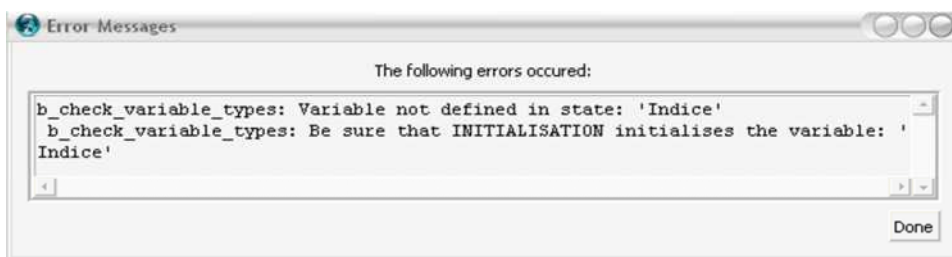 Error Messages
The following errors occured:
b_check_variable_types: Variable not defined in state: 'Indice'
b_check_variable_types: Be sure that INITIALISATION initialises the variable: '
Indice'
Done